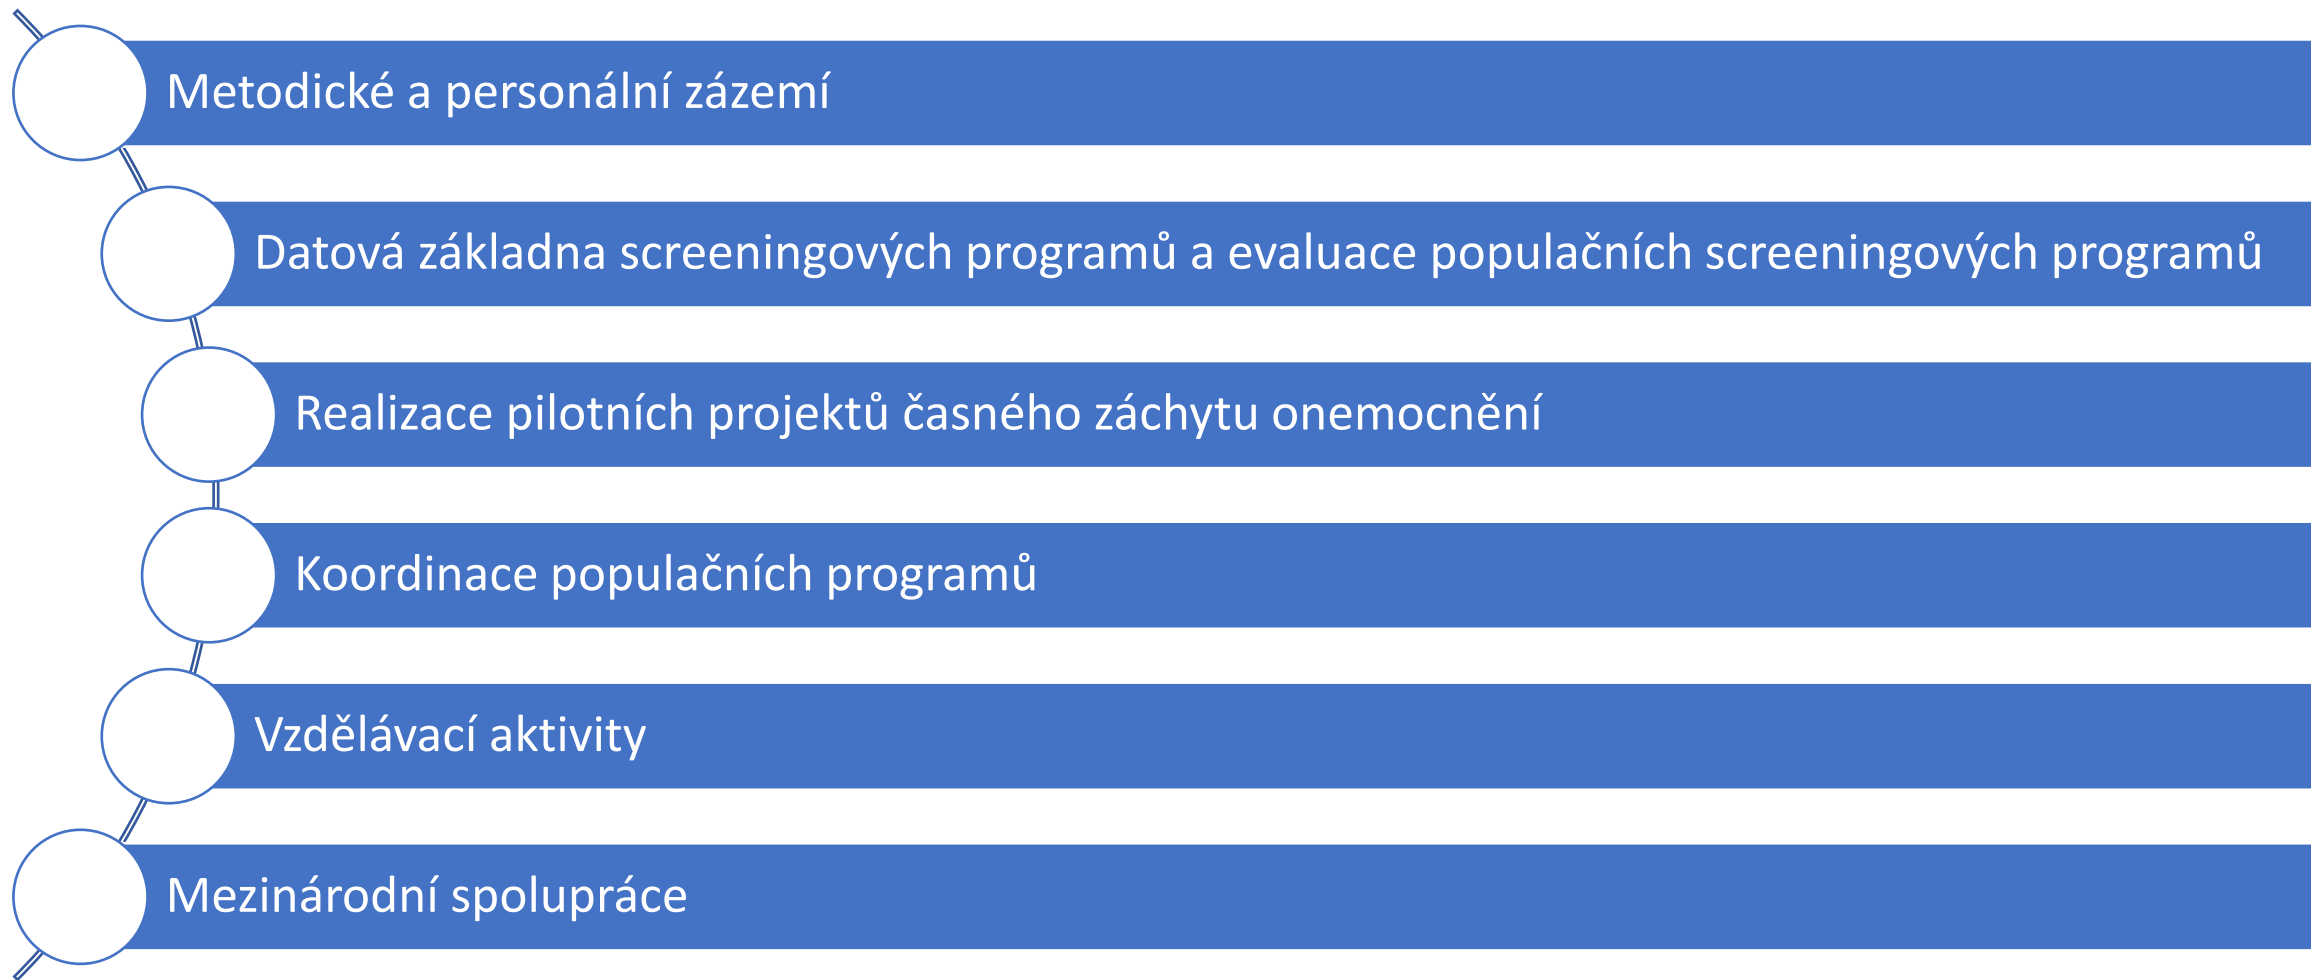 Metodické a personální zázemí
Datová základna screeningových programů a evaluace populačních screeningových programů
Realizace pilotních projektů časného záchytu onemocnění
Koordinace populačních programů
Vzdělávací aktivity
Mezinárodní spolupráce